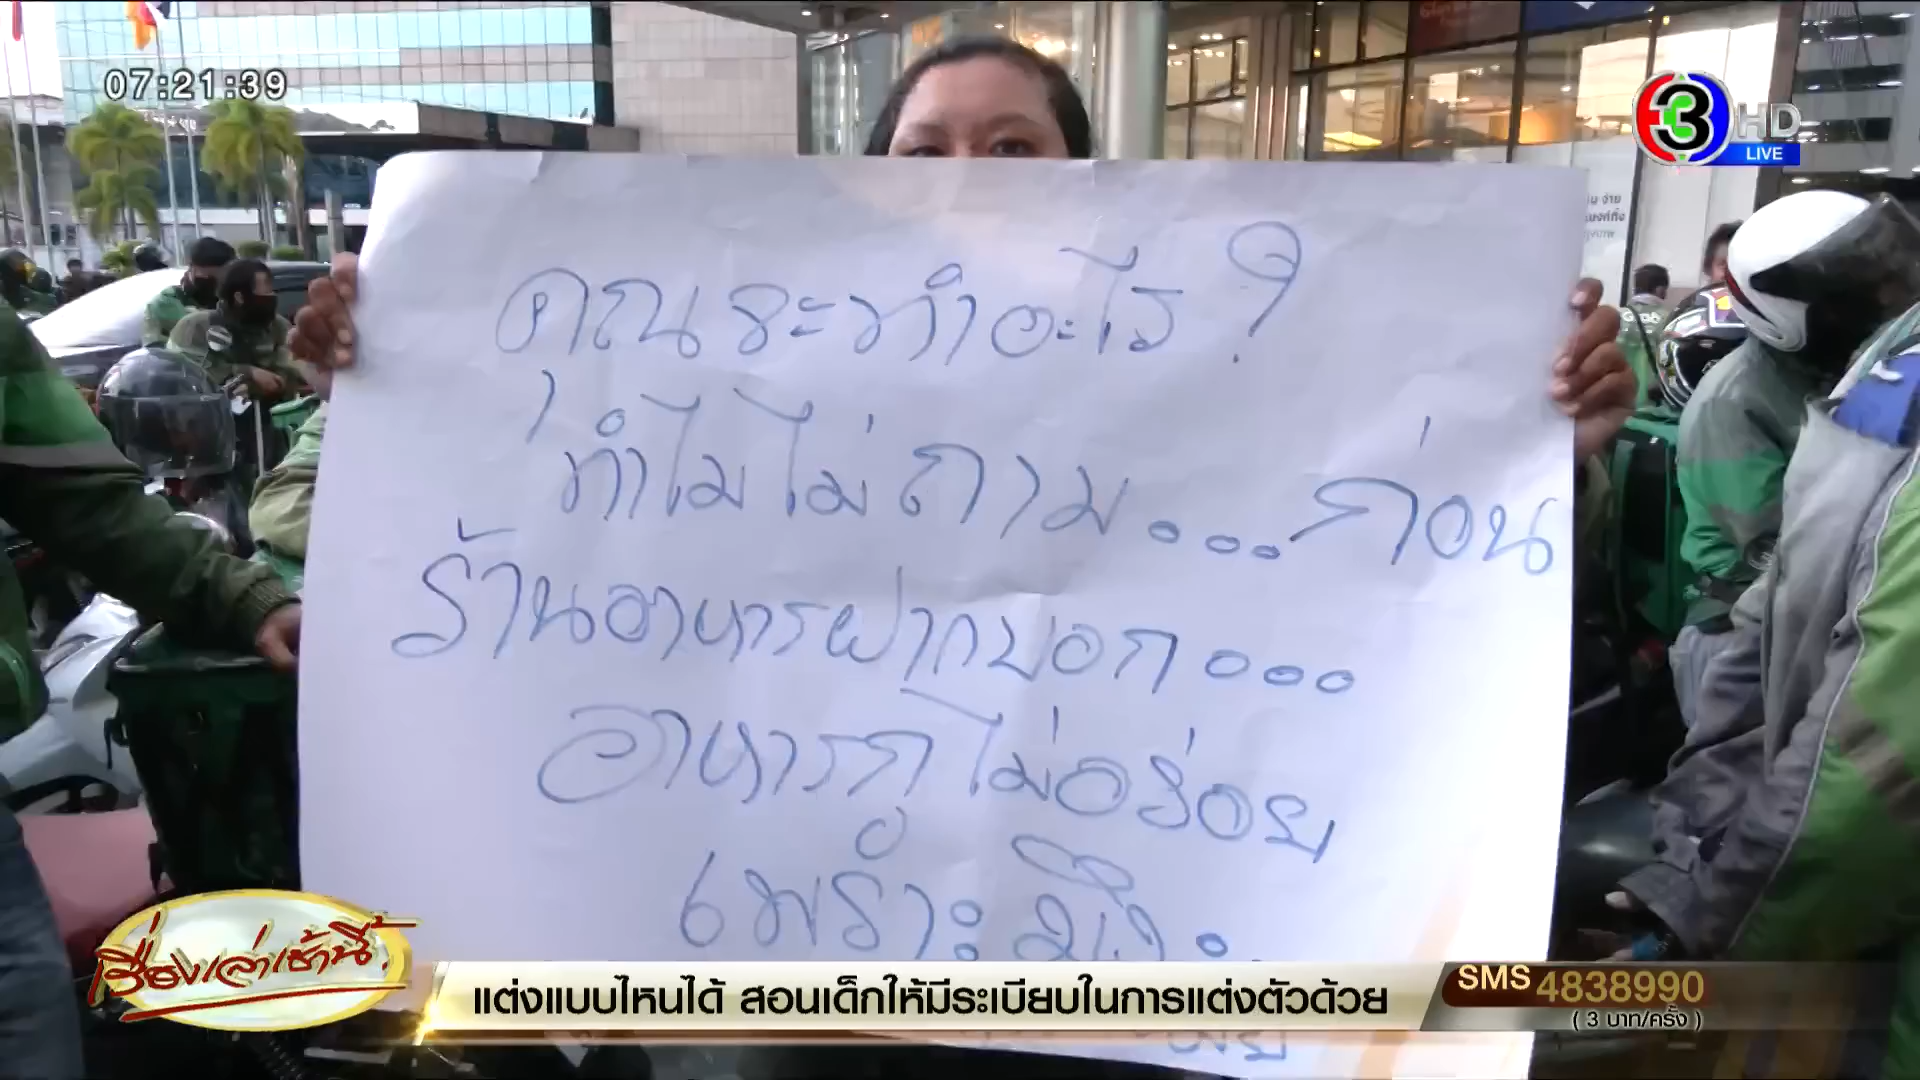 07:21:39
3 HD
LIVE
คุณจะทำอะไร?
ทำไมไม่ถาม...ก่อน
ร้านอาหารฝากบอก...
อาหารกูไม่อร่อย
เพราะมึง
เรื่องเล่าเช้านี้
แต่งแบบไหนได้ สอนเด็กให้มีระเบียบในการแต่งตัวด้วย
SMS 4838990
( 3 บาท/ครั้ง )